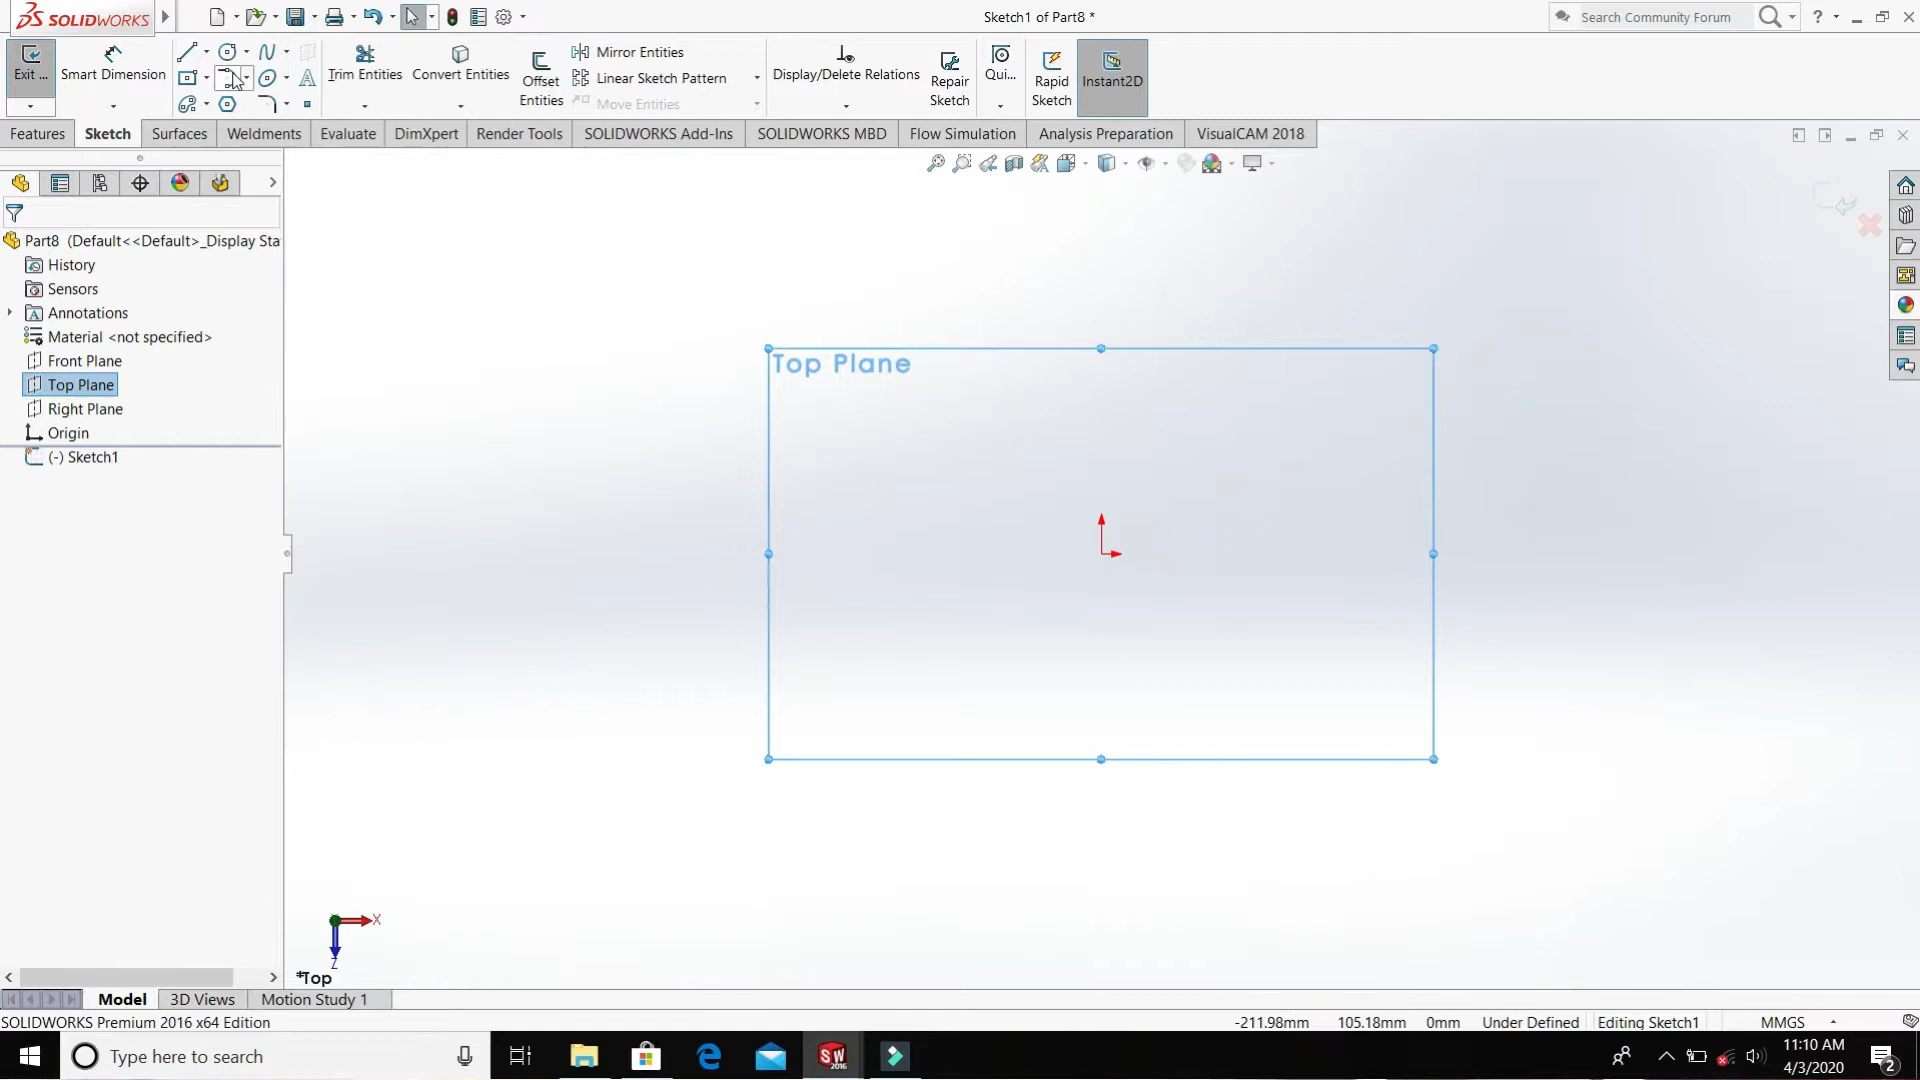 SOLIDWORKS
Sketch1 of Part8 *
Search Community Forum
?
Exit ...
Smart Dimension
Trim Entities
Convert Entities
Offset
Entities
Mirror Entities
Linear Sketch Pattern
Move Entities
Display/Delete Relations
Repair
Sketch
Qui...
Rapid
Sketch
Instant2D
Features
Sketch
Surfaces
Weldments
Evaluate
DimXpert
Render Tools
SOLIDWORKS Add-Ins
SOLIDWORKS MBD
Flow Simulation
Analysis Preparation
VisualCAM 2018
Part8 (Default<<Default>_Display Sta
History
Sensors
Annotations
Material <not specified>
Front Plane
Top Plane
Right Plane
Origin
(-) Sketch1
Top Plane
X
Z
*Top
Model
3D Views
Motion Study 1
SOLIDWORKS Premium 2016 x64 Edition
-211.98mm
105.18mm
0mm
Under Defined
Editing Sketch1
MMGS
Type here to search
SW
2016
11:10 AM
4/3/2020
2